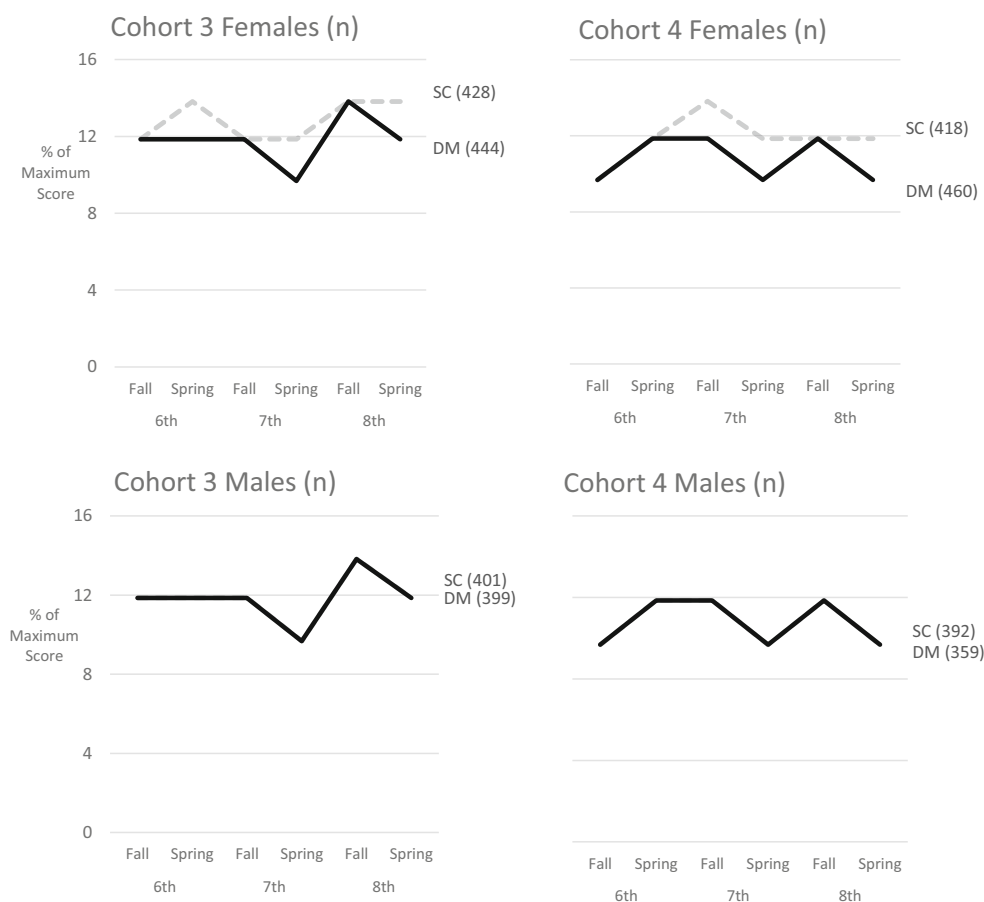 Cohort 3 Females (n)
16
12
8
4
0
% of
Maximum
Score
SC (428)
DM (444)
Fall Spring Fall Spring Fall Spring
6th 7th 8th
Cohort 4 Females (n)
SC (418)
DM (460)
Fall Spring Fall Spring Fall Spring
6th 7th 8th
Cohort 3 Males (n)
16
12
8
4
0
% of
Maximum
Score
SC (401)
DM (399)
Fall Spring Fall Spring Fall Spring
6th 7th 8th
Cohort 4 Males (n)
SC (392)
DM (359)
Fall Spring Fall Spring Fall Spring
6th 7th 8th